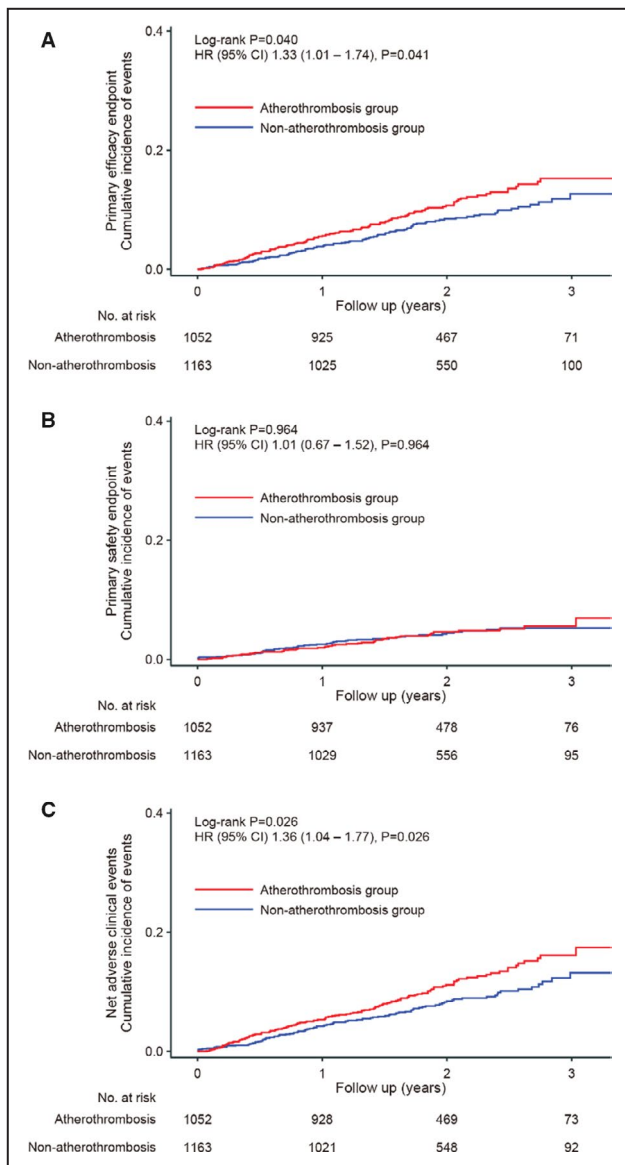 A
Log-rank P=0.040
HR (95% CI) 1.33 (1.01 – 1.74), P=0.041
Atherothrombosis group
Non-atherothrombosis group
Primary efficacy endpoint
Cumulative incidence of events
0.4
0.2
0.0
0 1 2 3
Follow up (years)
No. at risk
Atherothrombosis 1052 925 467 71
Non-atherothrombosis 1163 1025 550 100
B
Log-rank P=0.964
HR (95% CI) 1.01 (0.67 – 1.52), P=0.964
Atherothrombosis group
Non-atherothrombosis group
Primary safety endpoint
Cumulative incidence of events
0.4
0.2
0.0
0 1 2 3
Follow up (years)
No. at risk
Atherothrombosis 1052 937 478 76
Non-atherothrombosis 1163 1029 556 95
C
Log-rank P=0.026
HR (95% CI) 1.36 (1.04 – 1.77), P=0.026
Atherothrombosis group
Non-atherothrombosis group
Net adverse clinical events
Cumulative incidence of events
0.4
0.2
0.0
0 1 2 3
Follow up (years)
No. at risk
Atherothrombosis 1052 928 469 73
Non-atherothrombosis 1163 1021 548 92